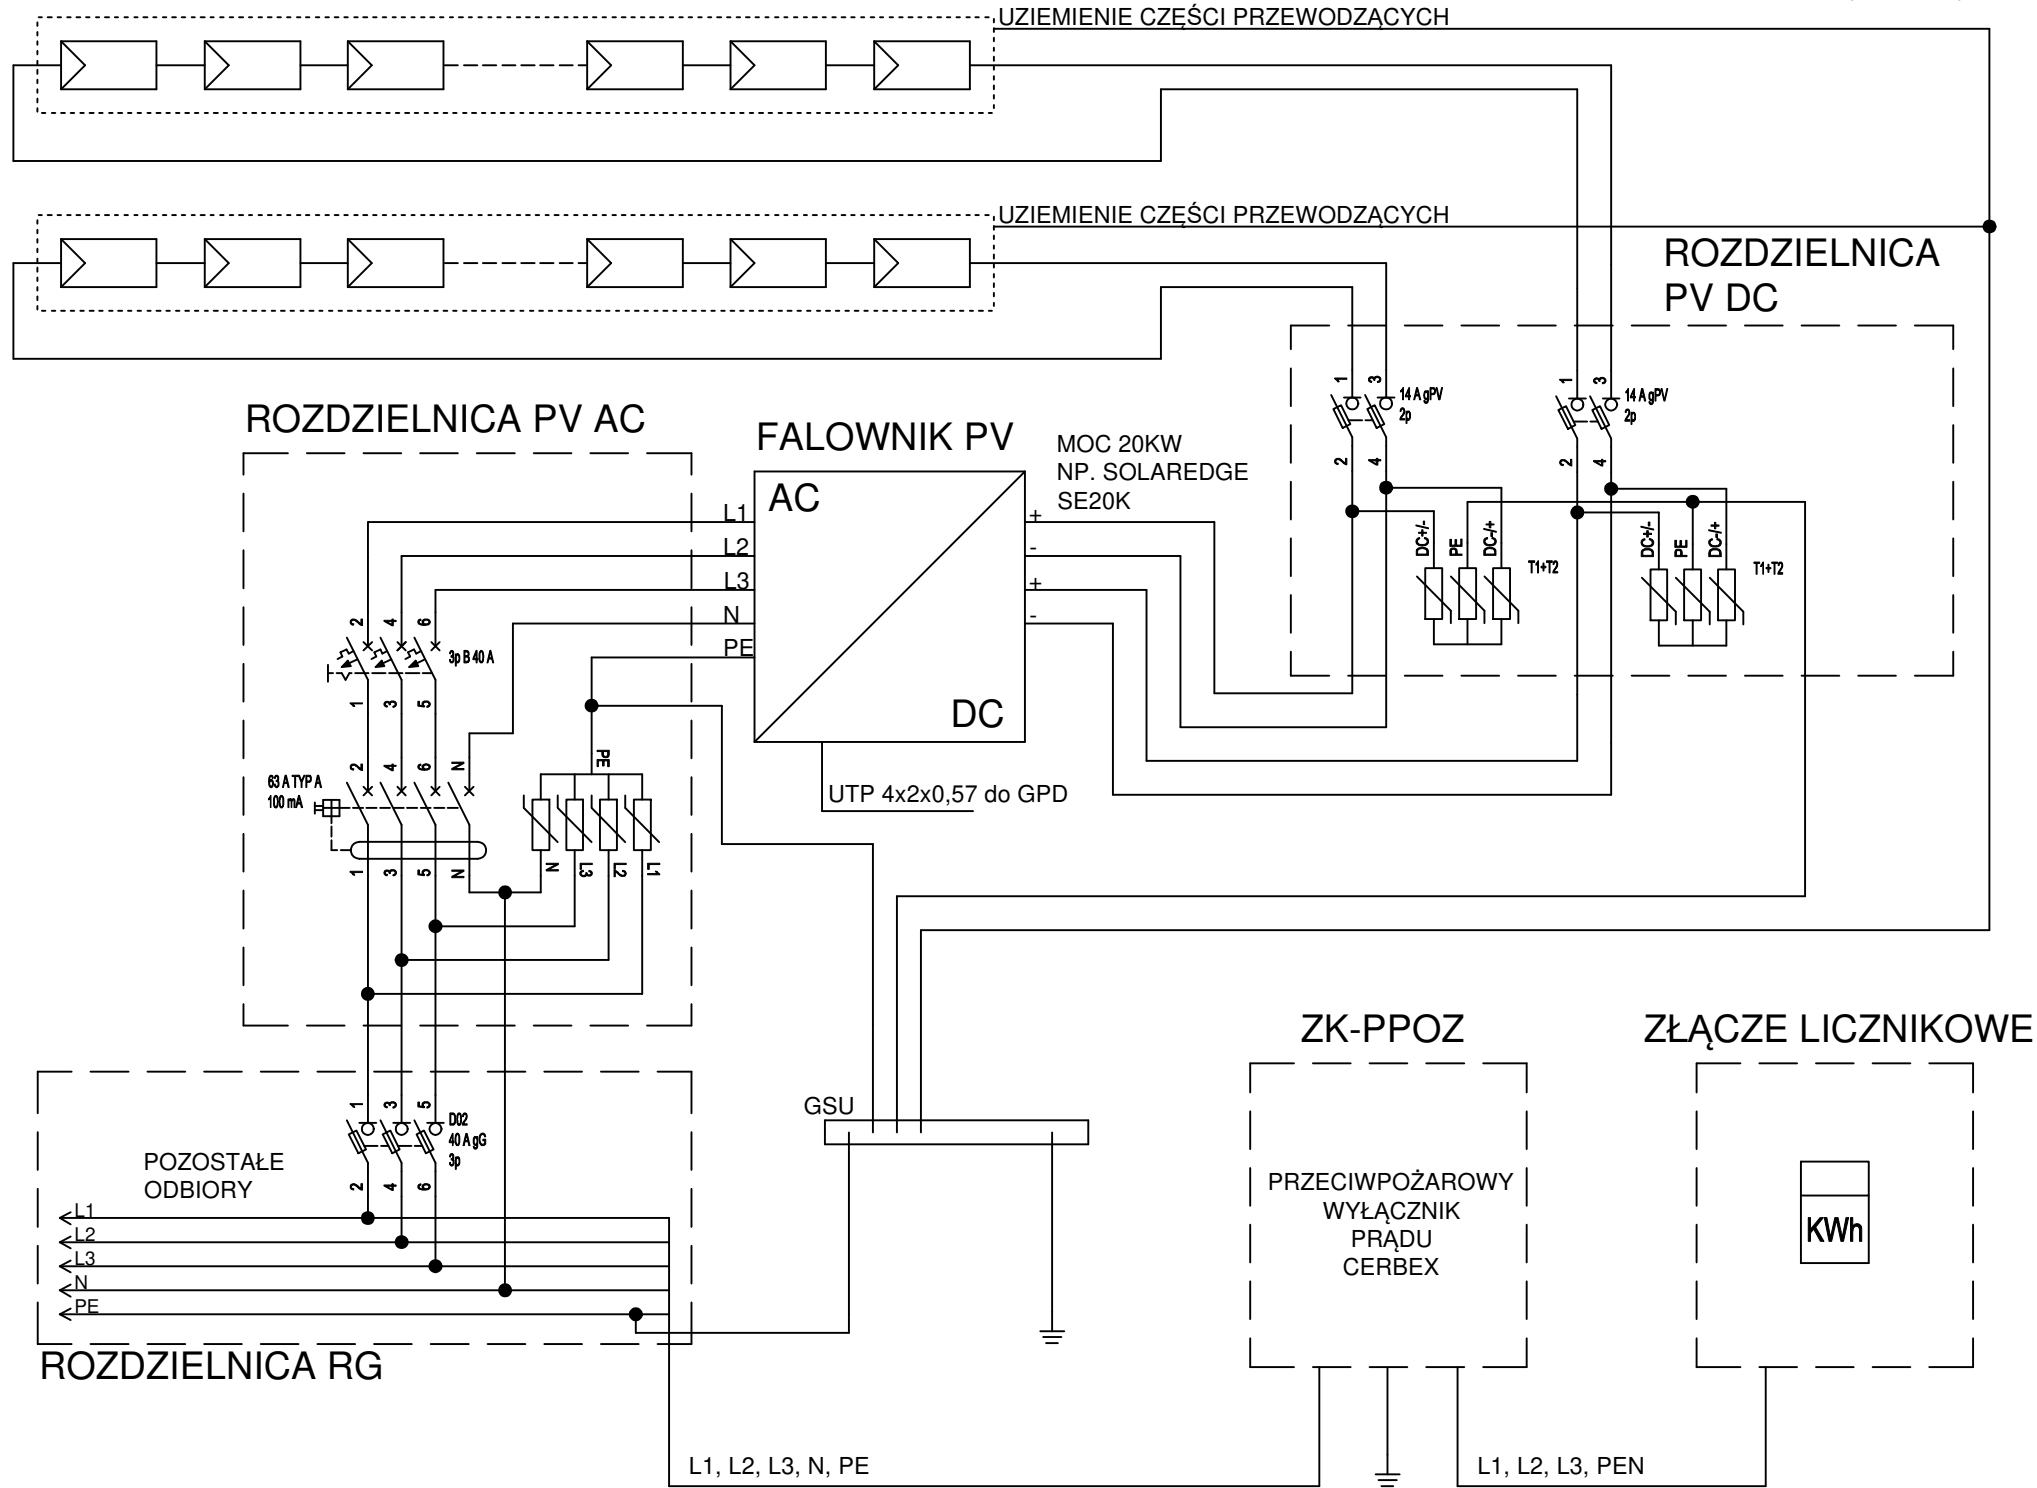 UZIEMIENIE CZĘŚCI PRZEWODZĄCYCH
UZIEMIENIE CZĘŚCI PRZEWODZĄCYCH
ROZDZIELNICA
PV DC
1
3
14 A gPV
2p
2
4
1
3
14 A gPV
2p
2
4
DC+/-
PE
DC-/+
T1+T2
DC+/-
PE
DC-/+
T1+T2
ROZDZIELNICA PV AC
FALOWNIK PV
MOC 20KW
NP. SOLAREDGE
SE20K
AC
DC
L1
L2
L3
N
PE
+
-
+
-
UTP 4x2x0,57 do GPD
2
4
6
3p B 40 A
1
3
5
2
4
6
N
63 A TYP A
100 mA
1
3
5
N
PE
N
L3
L2
L1
1
3
5
D02
40 A gG
3p
2
4
6
POZOSTAŁE
ODBIORY
L1
L2
L3
N
PE
ROZDZIELNICA RG
GSU
ZK-PPOZ
PRZECIWPOŻAROWY
WYŁĄCZNIK
PRĄDU
CERBEX
ZŁĄCZE LICZNIKOWE
KWh
L1, L2, L3, N, PE
L1, L2, L3, PEN